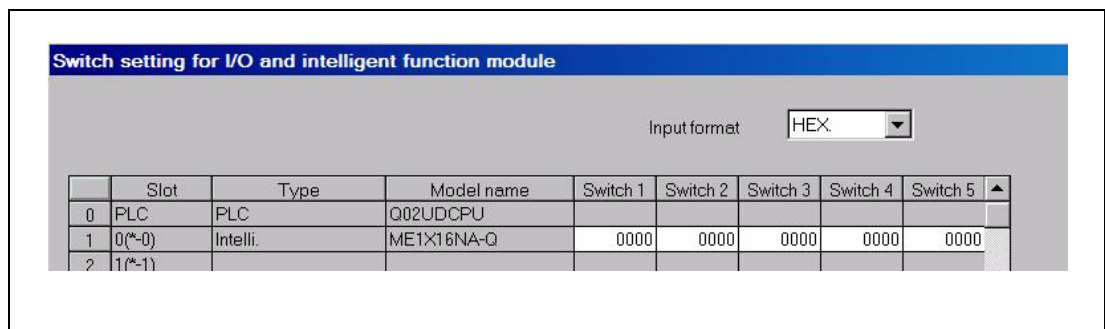 Switch setting for I/O and intelligent function module
Input format HEX.
Slot Type Model name Switch 1 Switch 2 Switch 3 Switch 4 Switch 5
0 PLC PLC Q02UDCPU
1 0(*-0) Intelli. ME1X16NA-Q 0000 0000 0000 0000 0000
2 1(*-1)